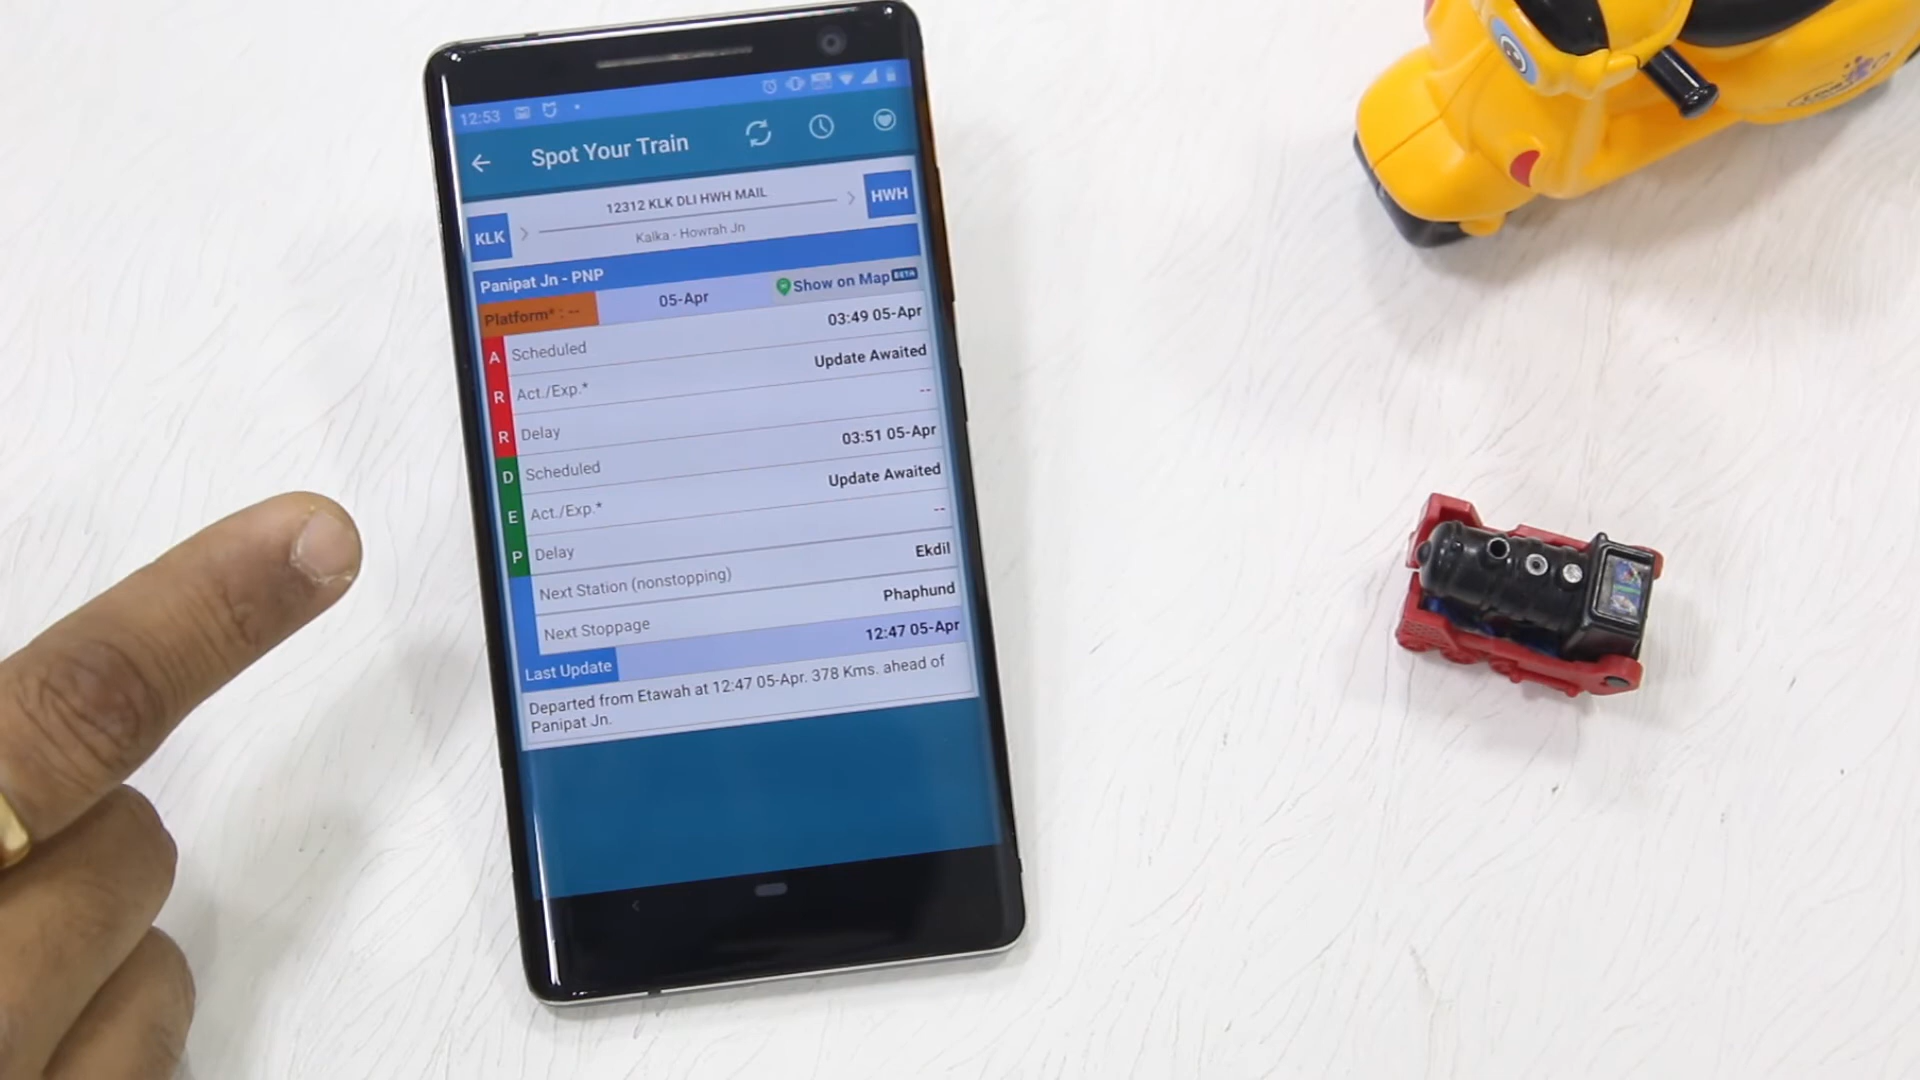 12:53
Spot Your Train
12312 KLK DLI HWH MAIL
KLK
HWH
Kalka - Howrah Jn
Panipat Jn - PNP
Platform* : --
05-Apr
Show on Map BETA
A
R
R
Scheduled 03:49 05-Apr
Act./Exp.* Update Awaited
Delay --
D
E
P
Scheduled 03:51 05-Apr
Act./Exp.* Update Awaited
Delay --
Next Station (nonstopping) Ekdil
Next Stoppage Phaphund
Last Update 12:47 05-Apr
Departed from Etawah at 12:47 05-Apr. 378 Kms. ahead of
Panipat Jn.